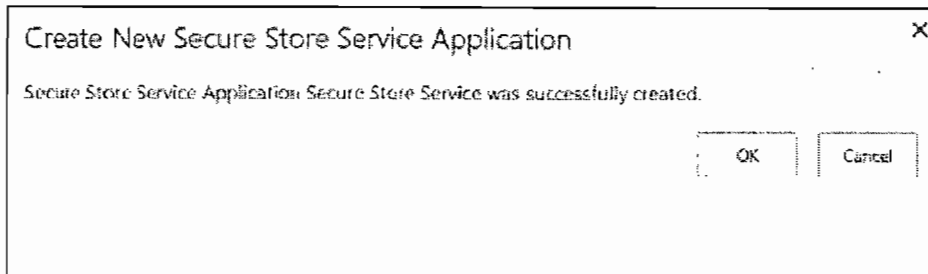 Create New Secure Store Service Application
Secure Store Service Application Secure Store Service was successfully created.
OK Cancel